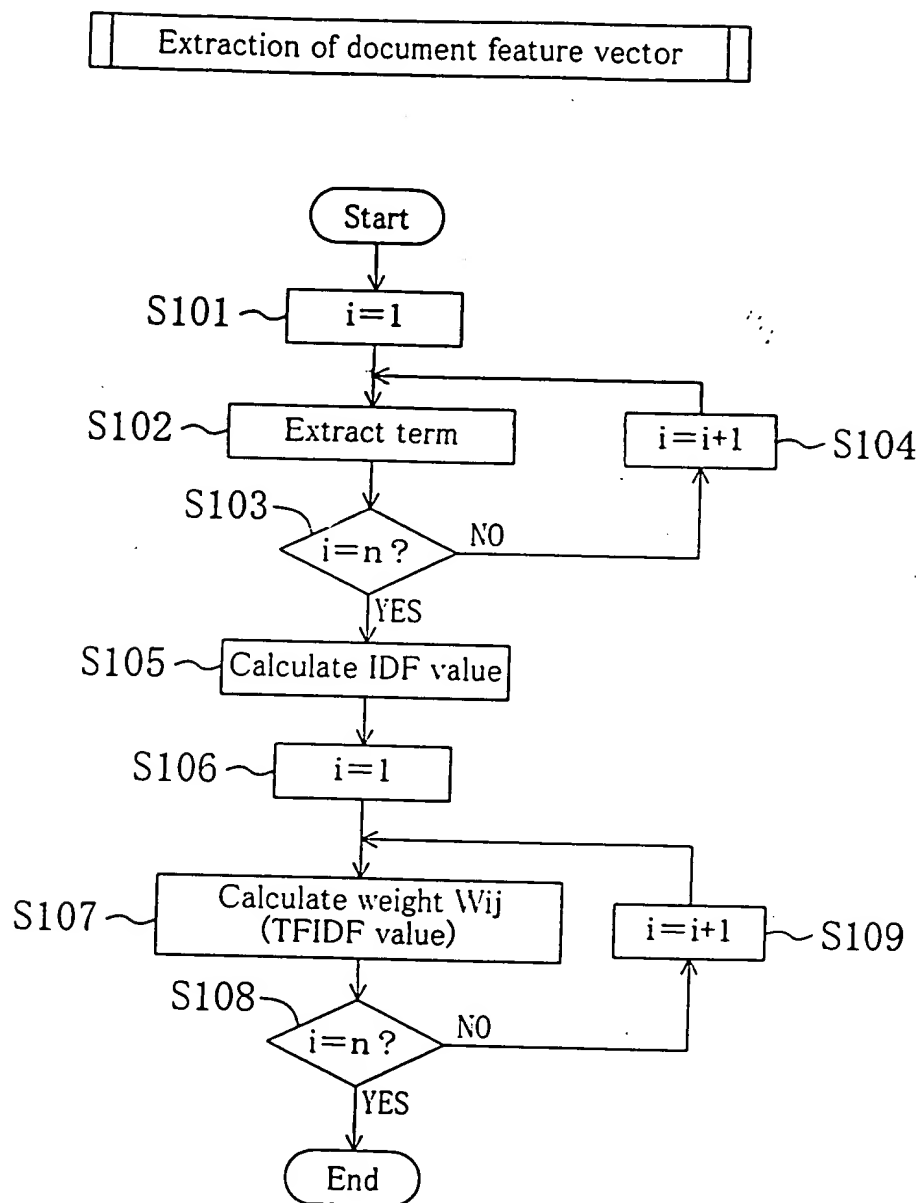 Extraction of document feature vector
Start
S101
i=1
S102
Extract term
i=i+1
S104
S103
i=n?
NO
YES
S105
Calculate IDF value
S106
i=1
S107
Calculate weight Wij
(TFIDF value)
i=i+1
S109
S108
i=n?
NO
YES
End